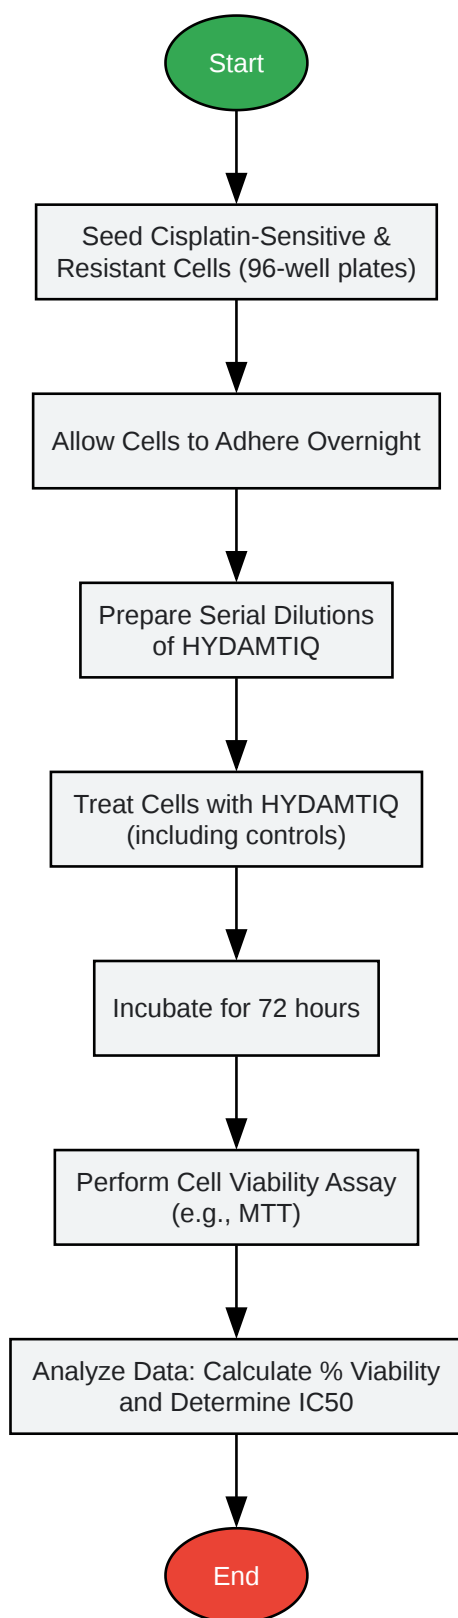 Start
Seed Cisplatin-Sensitive &
Resistant Cells (96-well plates)
Allow Cells to Adhere Overnight
Prepare Serial Dilutions
of HYDAMTIQ
Treat Cells with HYDAMTIQ
(including controls)
Incubate for 72 hours
Perform Cell Viability Assay
(e.g., MTT)
Analyze Data: Calculate % Viability
and Determine IC50
End